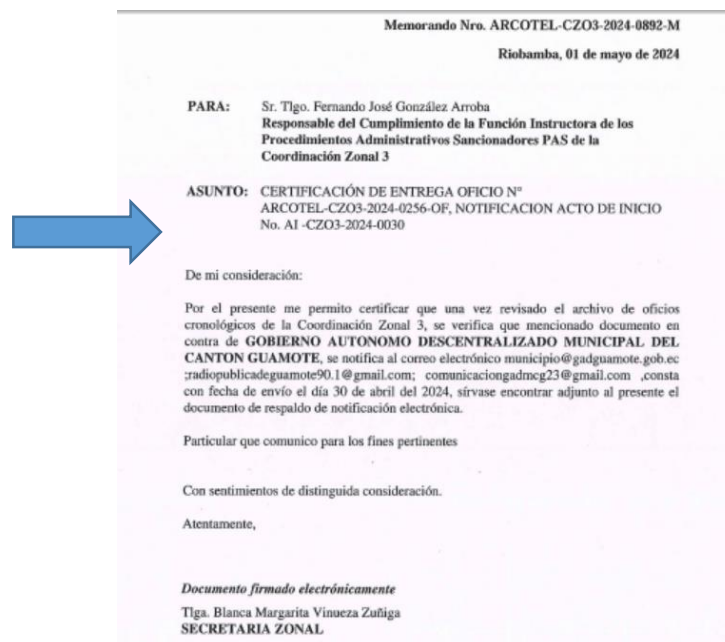 Memorando Nro. ARCOTEL-CZO3-2024-0892-M
Riobamba, 01 de mayo de 2024
PARA: Sr. Tlgo. Fernando José González Arroba
Responsable del Cumplimiento de la Función Instructora de los
Procedimientos Administrativos Sancionadores PAS de la
Coordinación Zonal 3
ASUNTO: CERTIFICACIÓN DE ENTREGA OFICIO N°
ARCOTEL-CZO3-2024-0256-OF, NOTIFICACION ACTO DE INICIO
No. AI -CZO3-2024-0030
De mi consideración:
Por el presente me permito certificar que una vez revisado el archivo de oficios
cronológicos de la Coordinación Zonal 3, se verifica que mencionado documento en
contra de GOBIERNO AUTONOMO DESCENTRALIZADO MUNICIPAL DEL
CANTON GUAMOTE, se notifica al correo electrónico municipio@gadguamote.gob.ec
;radiopublicadeguamote90.1@gmail.com; comunicaciongadmcg23@gmail.com ,consta
con fecha de envío el día 30 de abril del 2024, sírvase encontrar adjunto al presente el
documento de respaldo de notificación electrónica.
Particular que comunico para los fines pertinentes
Con sentimientos de distinguida consideración.
Atentamente,
Documento firmado electrónicamente
Tlga. Blanca Margarita Vinueza Zuñiga
SECRETARIA ZONAL